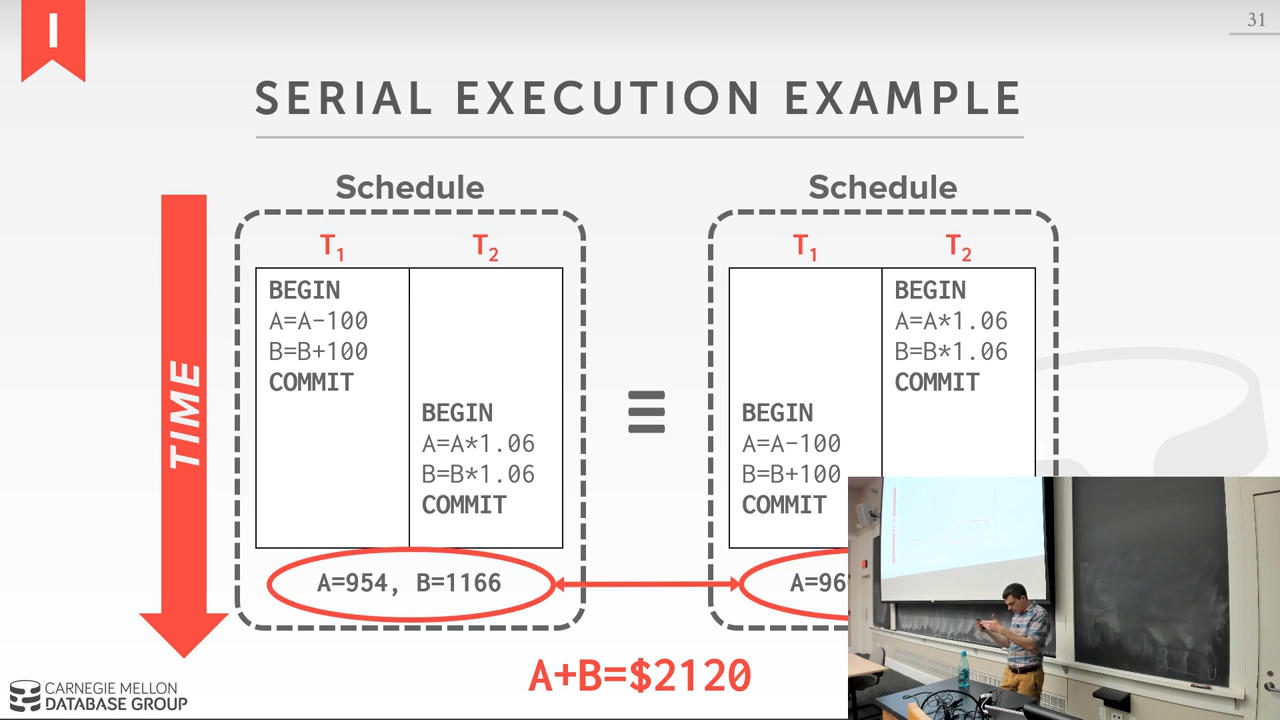 I
31
SERIAL EXECUTION EXAMPLE
TIME
Schedule
T1 T2
BEGIN
A=A-100
B=B+100
COMMIT
BEGIN
A=A*1.06
B=B*1.06
COMMIT
A=954, B=1166
≡
Schedule
T1 T2
BEGIN
A=A*1.06
B=B*1.06
COMMIT
BEGIN
A=A-100
B=B+100
COMMIT
A=96
A+B=$2120
CARNEGIE MELLON
DATABASE GROUP